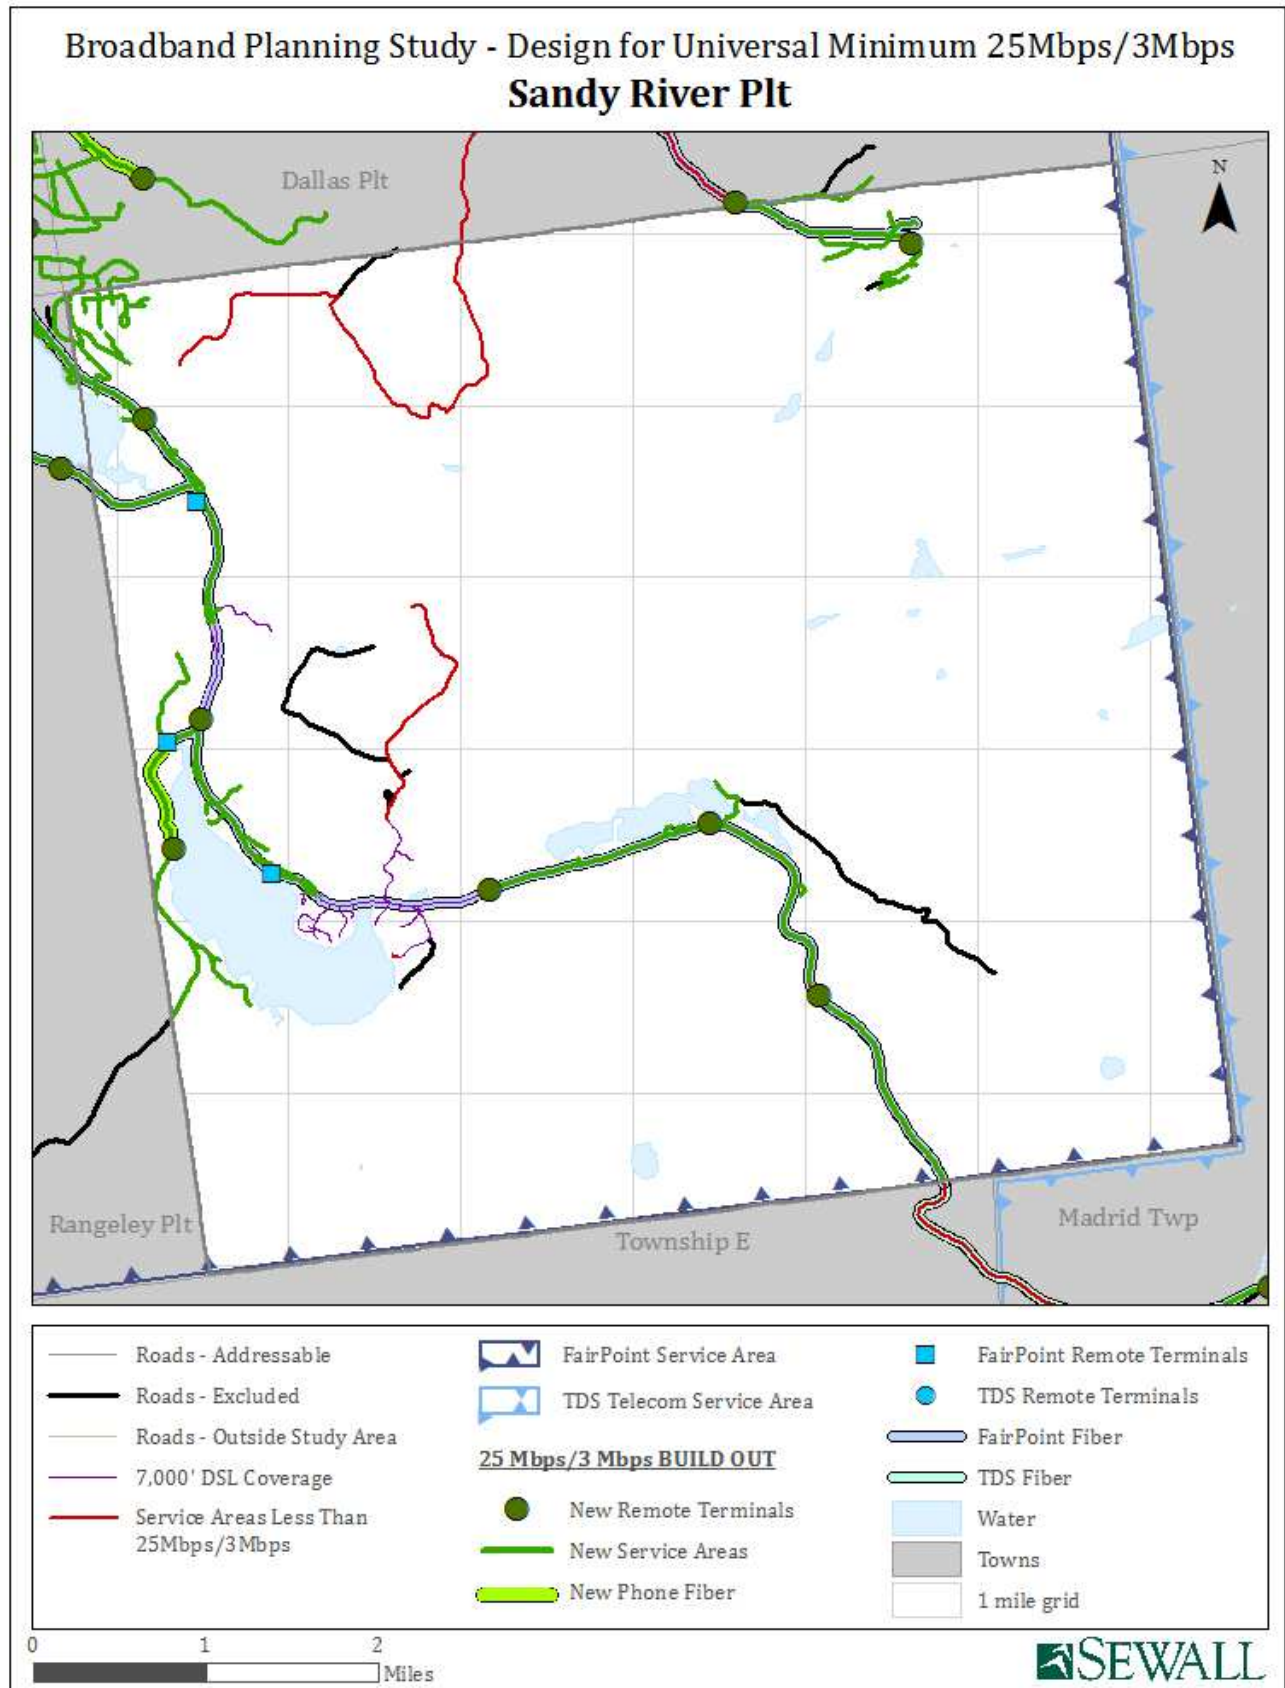 Broadband Planning Study - Design for Universal Minimum 25Mbps/3Mbps
Sandy River Plt
Dallas Plt
N
Rangeley Plt
Township E
Madrid Twp
Roads - Addressable
Roads - Excluded
Roads - Outside Study Area
7,000' DSL Coverage
Service Areas Less Than
25Mbps/3Mbps
FairPoint Service Area
TDS Telecom Service Area
25 Mbps/3 Mbps BUILD OUT
New Remote Terminals
New Service Areas
New Phone Fiber
FairPoint Remote Terminals
TDS Remote Terminals
FairPoint Fiber
TDS Fiber
Water
Towns
1 mile grid
0 1 2
Miles
SEWALL